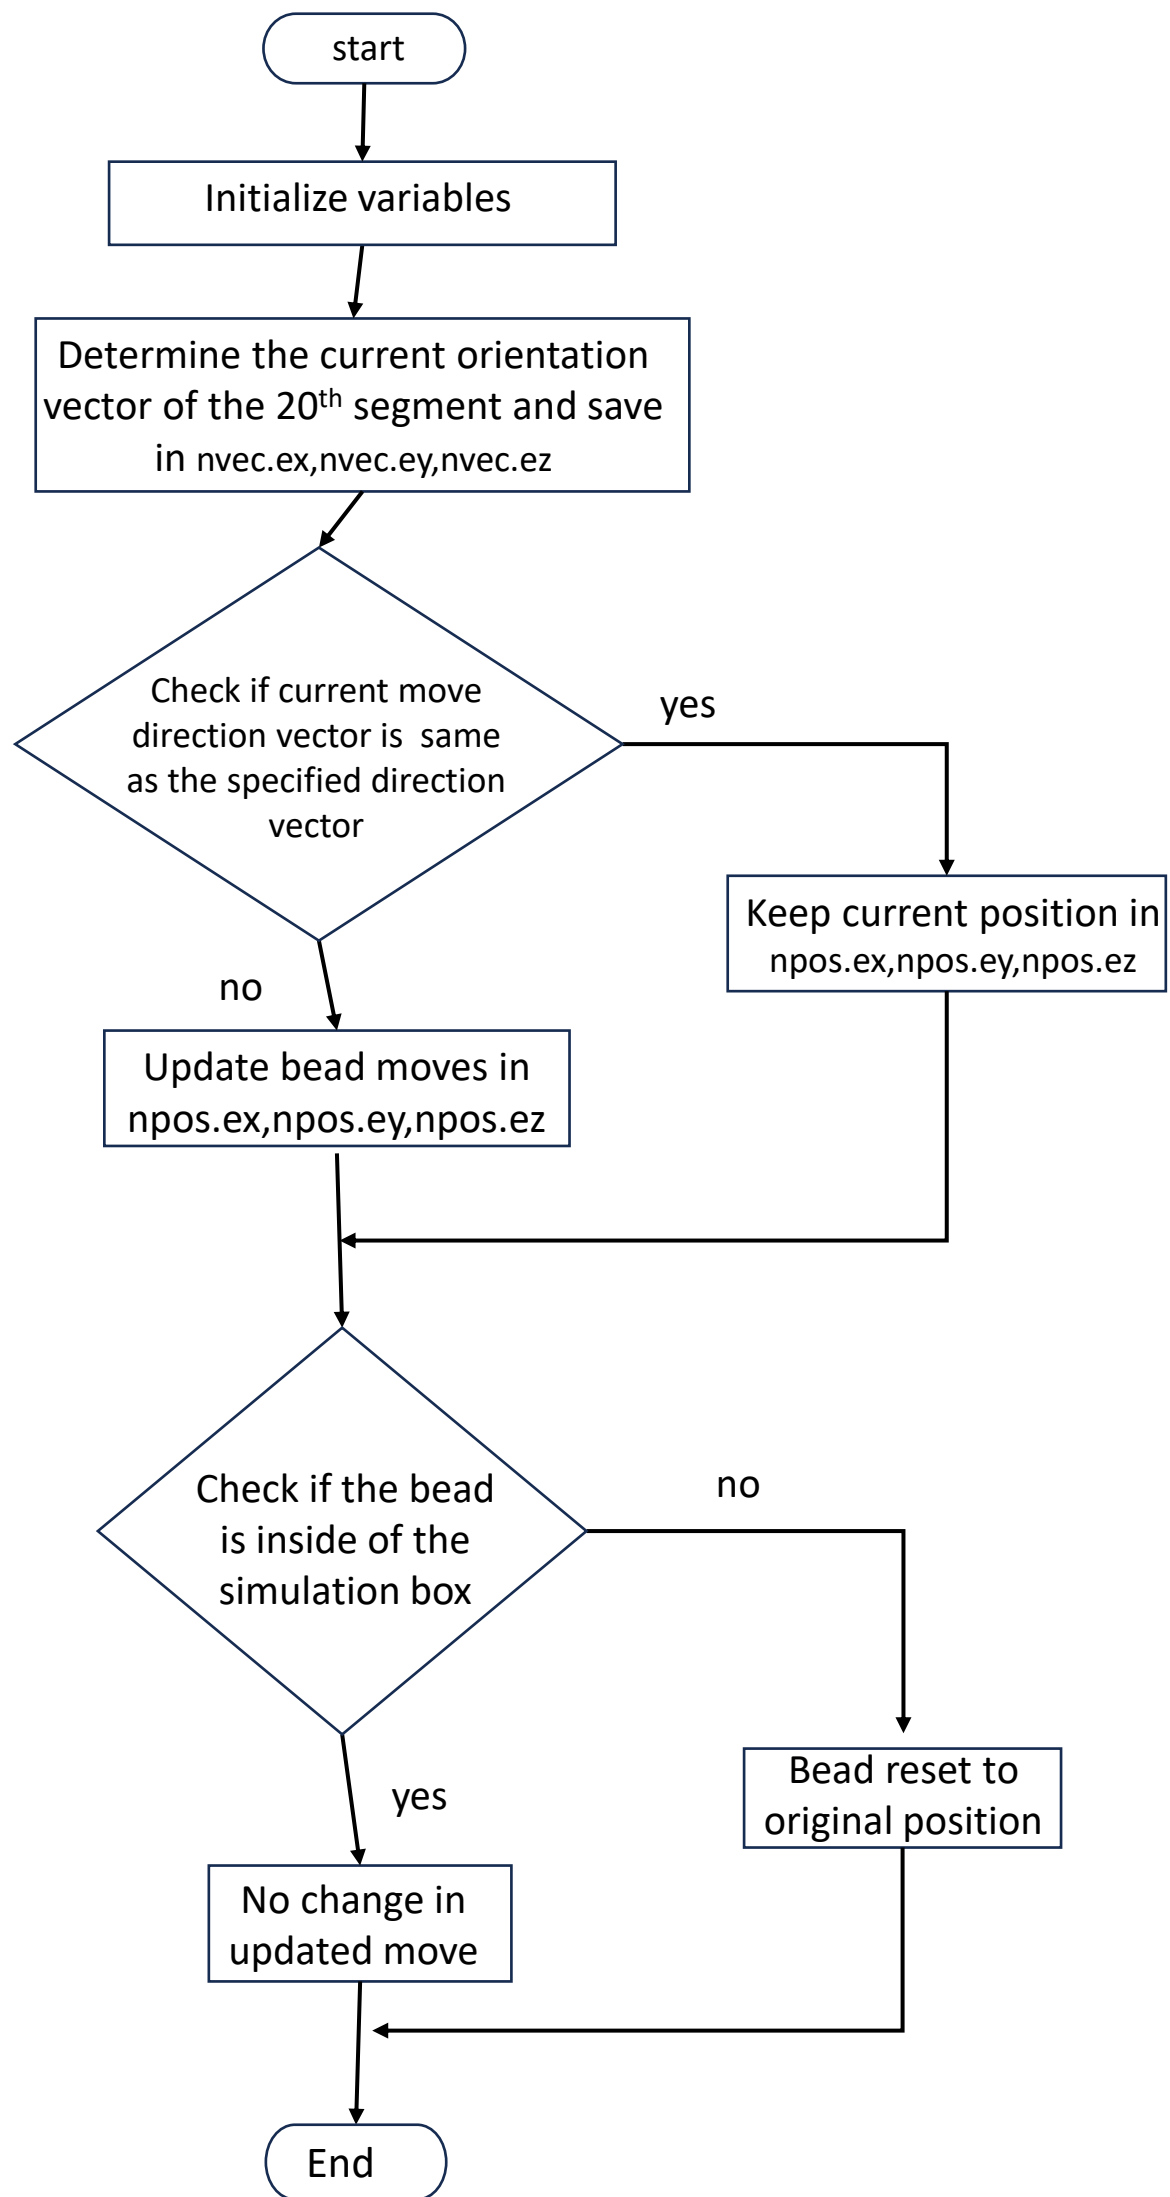 start
Initialize variables
Determine the current orientation
vector of the 20th segment and save
in nvec.ex,nvec.ey,nvec.ez
Check if current move
direction vector is same
as the specified direction
vector
yes
Keep current position in
npos.ex,npos.ey,npos.ez
no
Update bead moves in
npos.ex,npos.ey,npos.ez
Check if the bead
is inside of the
simulation box
no
Bead reset to
original position
yes
No change in
updated move
End